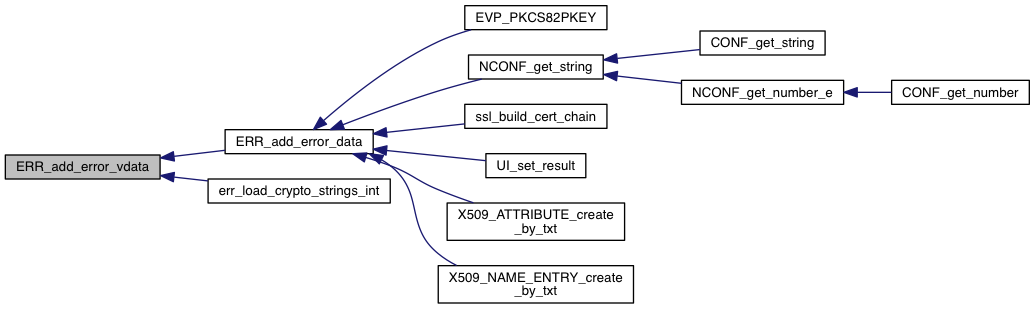 EVP_PKCS82PKEY
CONF_get_string
NCONF_get_string
NCONF_get_number_e
CONF_get_number
ssl_build_cert_chain
ERR_add_error_data
ERR_add_error_vdata
UI_set_result
err_load_crypto_strings_int
X509_ATTRIBUTE_create
_by_txt
X509_NAME_ENTRY_create
_by_txt